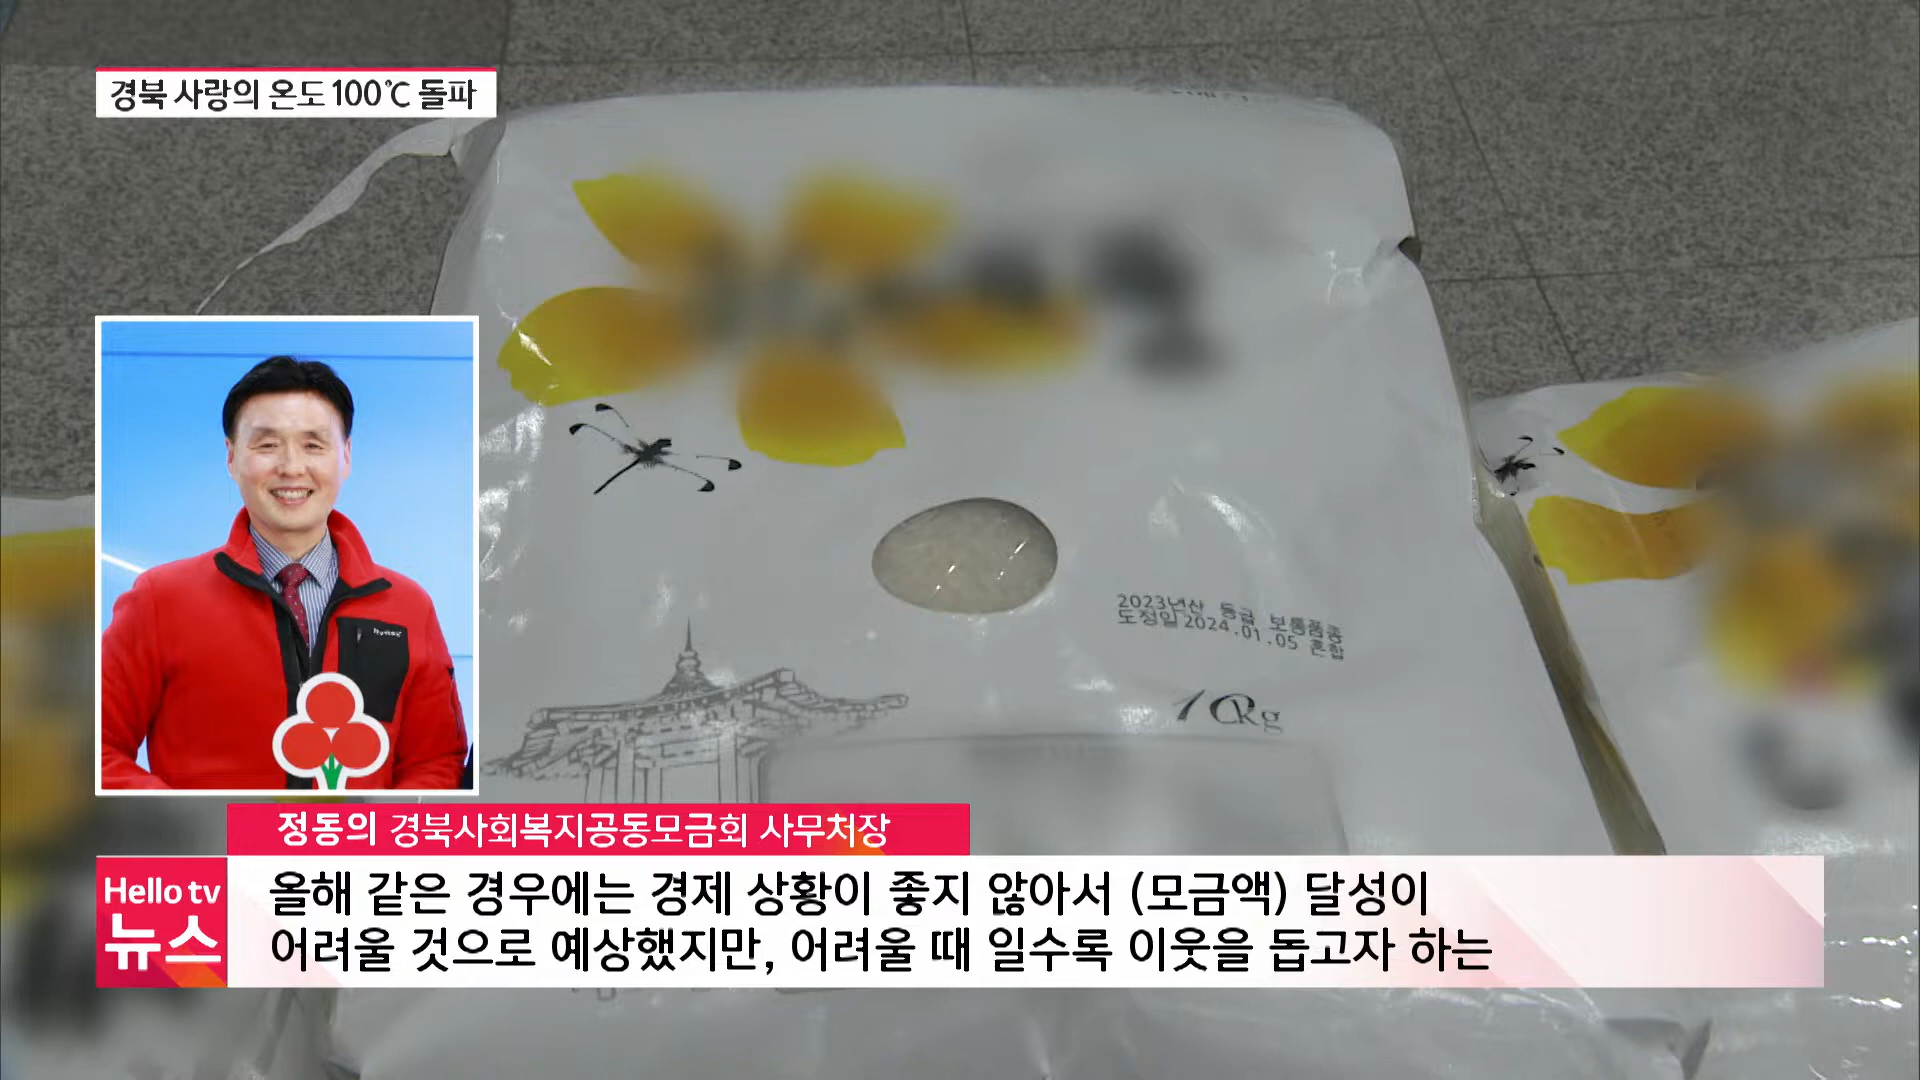 경북 사랑의 온도 100℃ 돌파
2023년산 등급 보통품종
도정일 2024.01.05 혼합
10kg
정동의 경북사회복지공동모금회 사무처장
Hello tv
뉴스
올해 같은 경우에는 경제 상황이 좋지 않아서 (모금액) 달성이
어려울 것으로 예상했지만, 어려울 때 일수록 이웃을 돕고자 하는